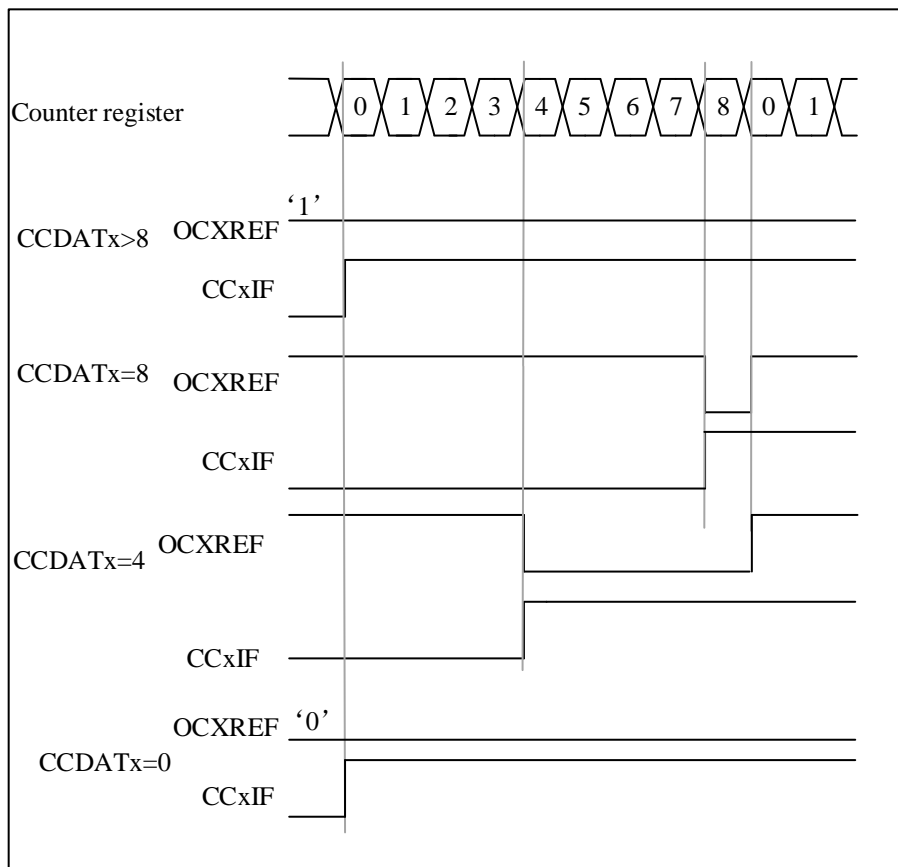 Counter register 0 1 2 3 4 5 6 7 8 0 1
‘1’
CCDATx>8 OCXREF
CCxIF
CCDATx=8 OCXREF
CCxIF
CCDATx=4 OCXREF
CCxIF
OCXREF ‘0’
CCDATx=0
CCxIF